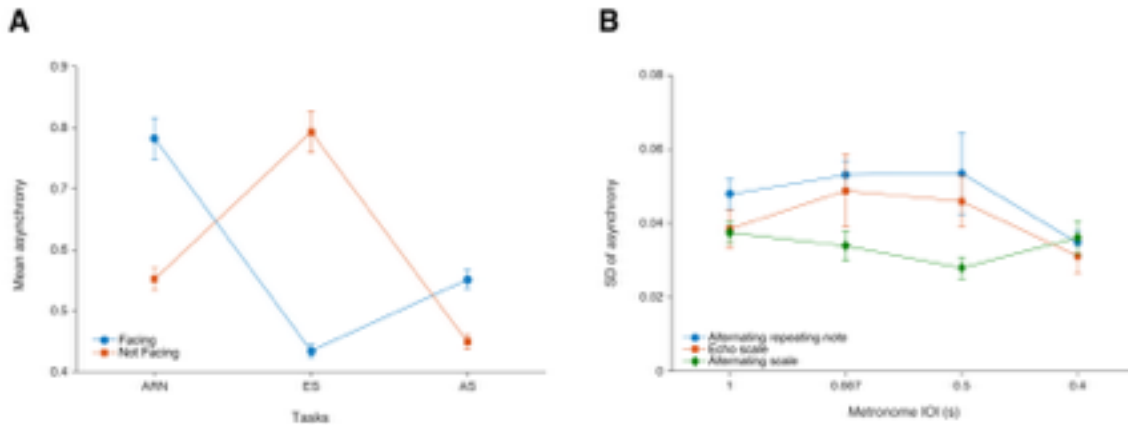 A
0.9
0.8
0.7
0.6
0.5
0.4
Mean asynchrony
Facing
Not Facing
ARN
ES
AS
Tasks
B
0.08
0.06
0.04
0.02
0
SD of asynchrony
Alternating repeating note
Echo scale
Alternating scale
1
0.667
0.5
0.4
Metronome IOI (s)